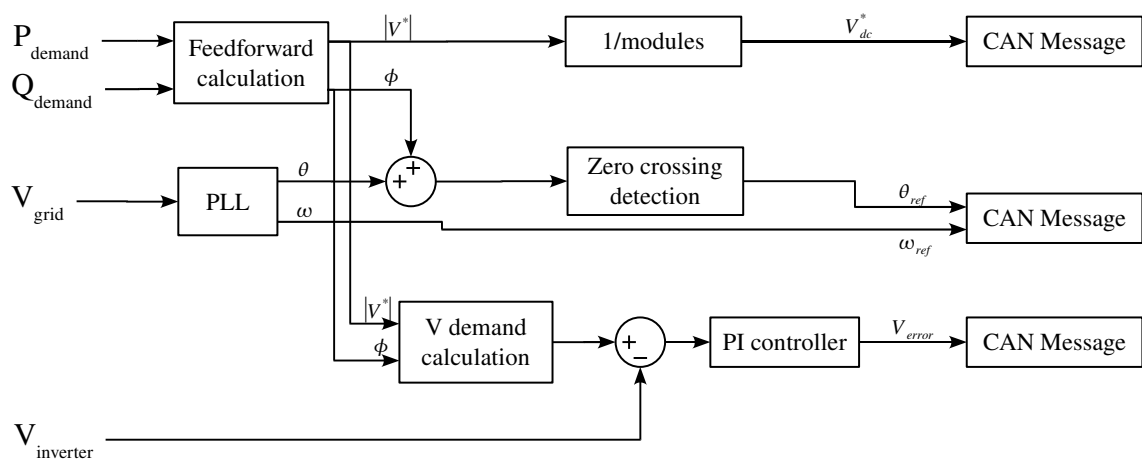 P_demand
Q_demand
Feedforward
calculation
|V*|
ϕ
1/modules
V*_dc
CAN Message
V_grid
PLL
θ
ω
+
+
Zero crossing
detection
θ_ref
ω_ref
CAN Message
|V*|
ϕ
V demand
calculation
+
−
PI controller
V_error
CAN Message
V_inverter